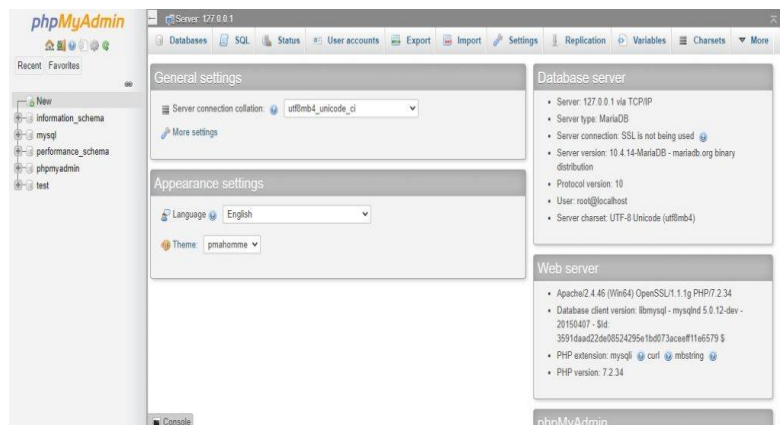 phpMyAdmin
Recent Favorites
New
information_schema
mysql
performance_schema
phpmyadmin
test
Server: 127.0.0.1
Databases SQL Status User accounts Export Import Settings Replication Variables Charsets More
General settings
Server connection collation: utf8mb4_unicode_ci
More settings
Appearance settings
Language English
Theme: pmahomme
Database server
Server: 127.0.0.1 via TCP/IP
Server type: MariaDB
Server connection: SSL is not being used
Server version: 10.4.14-MariaDB - mariadb.org binary
distribution
Protocol version: 10
User: root@localhost
Server charset: UTF-8 Unicode (utf8mb4)
Web server
Apache/2.4.46 (Win64) OpenSSL/1.1.1g PHP/7.2.34
Database client version: libmysql - mysqlnd 5.0.12-dev -
20150407 - $Id:
3591daad22de08524295e1bd073aceeff11e6579 $
PHP extension: mysqli curl mbstring
PHP version: 7.2.34
phpMyAdmin
Console